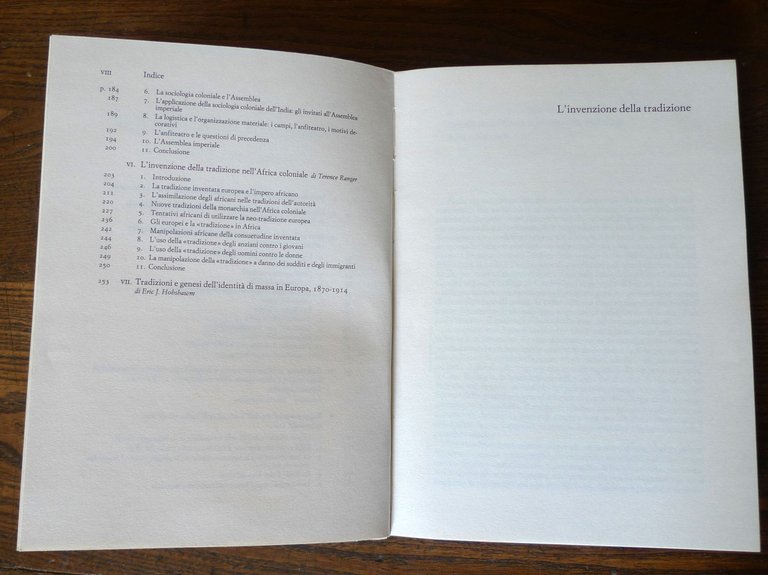 VIII Indice
p. 184 6. La sociologia coloniale e l'Assemblea
187 7. L'applicazione della sociologia coloniale dell'India: gli invitati all'Assemblea
imperiale
189 8. La logistica e l'organizzazione materiale: i campi, l'anfiteatro, i motivi de-
corativi
192 9. L'anfiteatro e le questioni di precedenza
194 10. L'Assemblea imperiale
200 11. Conclusione
VI. L'invenzione della tradizione nell'Africa coloniale di Terence Ranger
203 1. Introduzione
204 2. La tradizione inventata europea e l'impero africano
211 3. L'assimilazione degli africani nelle tradizioni dell'autorità
220 4. Nuove tradizioni della monarchia nell'Africa coloniale
227 5. Tentativi africani di utilizzare la neo-tradizione europea
236 6. Gli europei e la «tradizione» in Africa
242 7. Manipolazioni africane della consuetudine inventata
244 8. L'uso della «tradizione» degli anziani contro i giovani
246 9. L'uso della «tradizione» degli uomini contro le donne
249 10. La manipolazione della «tradizione» a danno dei sudditi e degli immigranti
250 11. Conclusione
253 VII. Tradizioni e genesi dell'identità di massa in Europa, 1870-1914
di Eric J. Hobsbawm
L'invenzione della tradizione